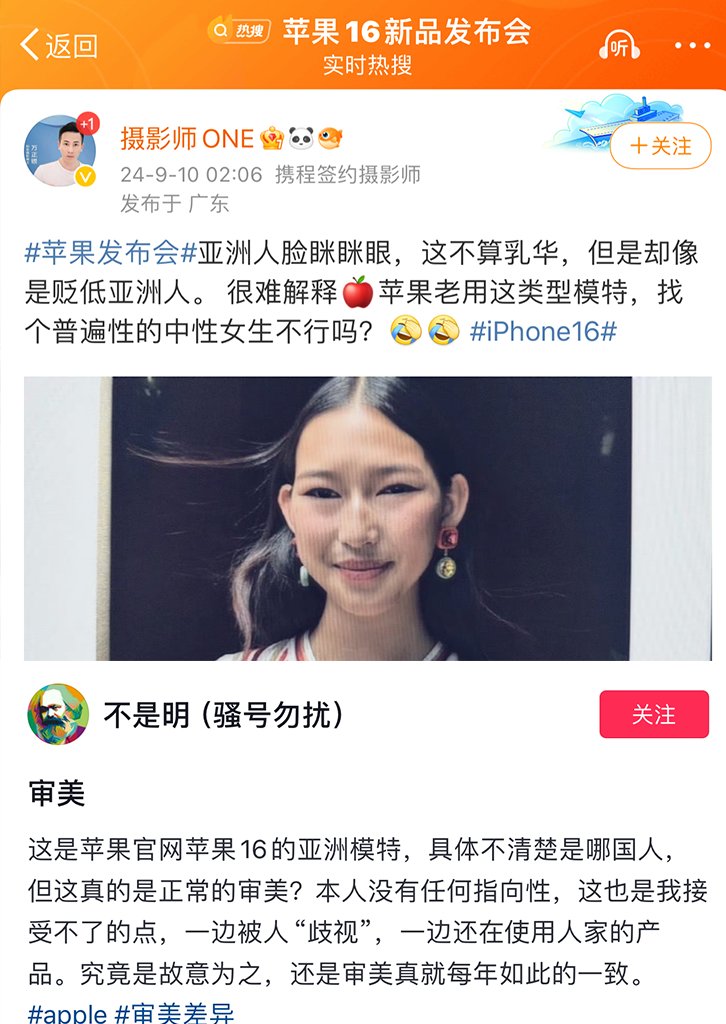 返回
热搜 苹果16新品发布会
听
实时热搜
+1
摄影师ONE
24-9-10 02:06 携程签约摄影师
发布于 广东
+关注
#苹果发布会#亚洲人脸眯眯眼，这不算乳华，但是却像
是贬低亚洲人。 很难解释🍎苹果老用这类型模特，找
个普遍性的中性女生不行吗？🤣🤣 #iPhone16#
不是明（骚号勿扰）
关注
审美
这是苹果官网苹果16的亚洲模特，具体不清楚是哪国人，
但这真的是正常的审美？本人没有任何指向性，这也是我接
受不了的点，一边被人“歧视”，一边还在使用人家的产
品。究竟是故意为之，还是审美真就每年如此的一致。
#apple #审美差异